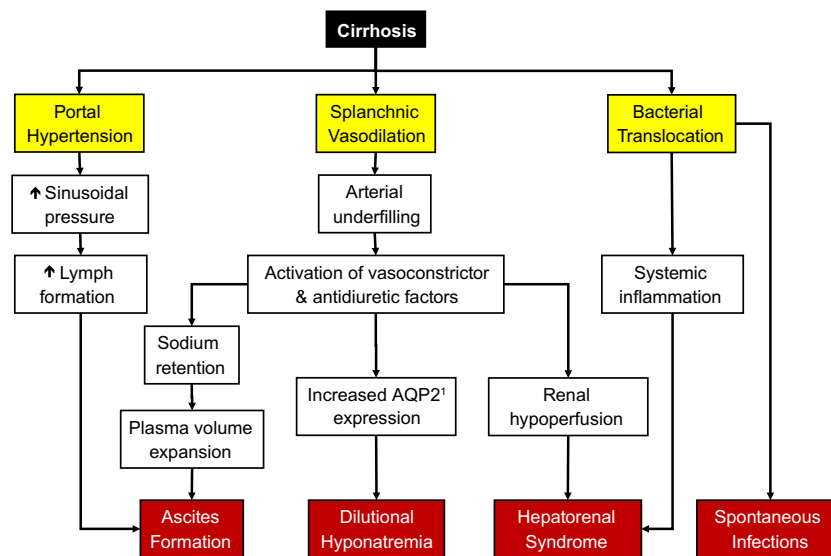 Cirrhosis
Portal
Hypertension
Splanchnic
Vasodilation
Bacterial
Translocation
↑ Sinusoidal
pressure
Arterial
underfilling
↑ Lymph
formation
Activation of vasoconstrictor
& antidiuretic factors
Systemic
inflammation
Sodium
retention
Increased AQP2¹
expression
Renal
hypoperfusion
Plasma volume
expansion
Ascites
Formation
Dilutional
Hyponatremia
Hepatorenal
Syndrome
Spontaneous
Infections